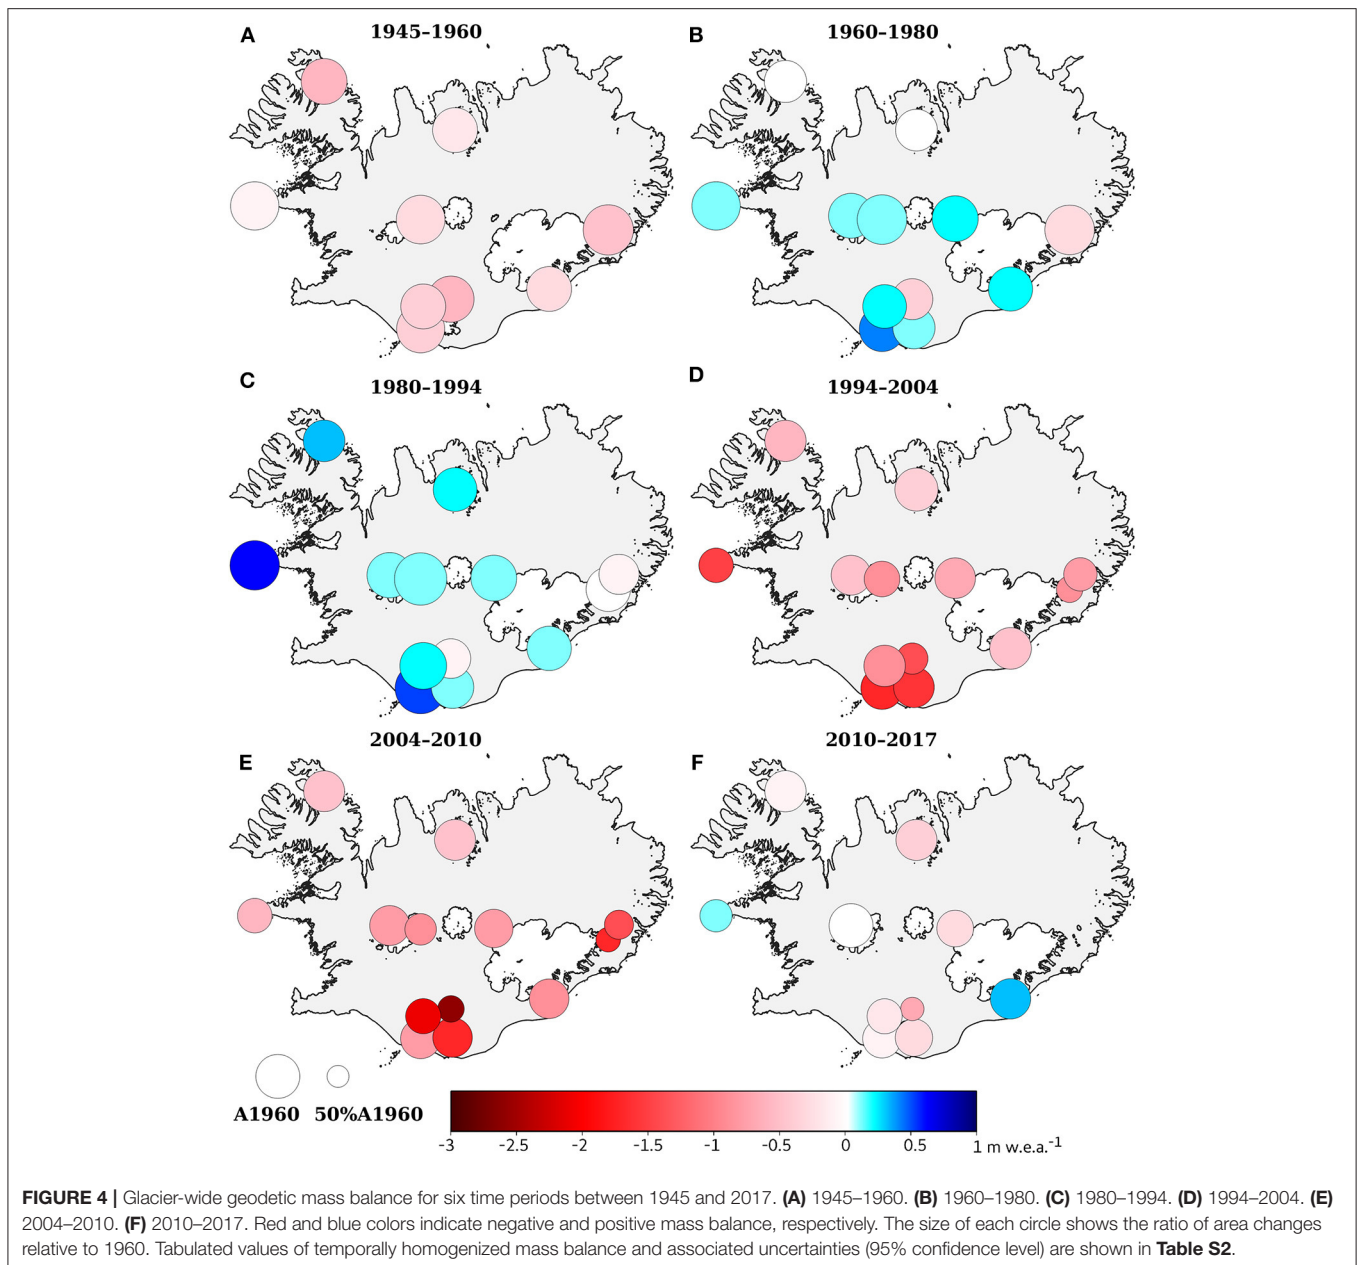 A
1945–1960
B
1960–1980
C
1980–1994
D
1994–2004
E
2004–2010
F
2010–2017
A1960 50%A1960
-3 -2.5 -2 -1.5 -1 -0.5 0 0.5 1 m w.e.a.-1
FIGURE 4 | Glacier-wide geodetic mass balance for six time periods between 1945 and 2017. (A) 1945–1960. (B) 1960–1980. (C) 1980–1994. (D) 1994–2004. (E)
2004–2010. (F) 2010–2017. Red and blue colors indicate negative and positive mass balance, respectively. The size of each circle shows the ratio of area changes
relative to 1960. Tabulated values of temporally homogenized mass balance and associated uncertainties (95% confidence level) are shown in Table S2.